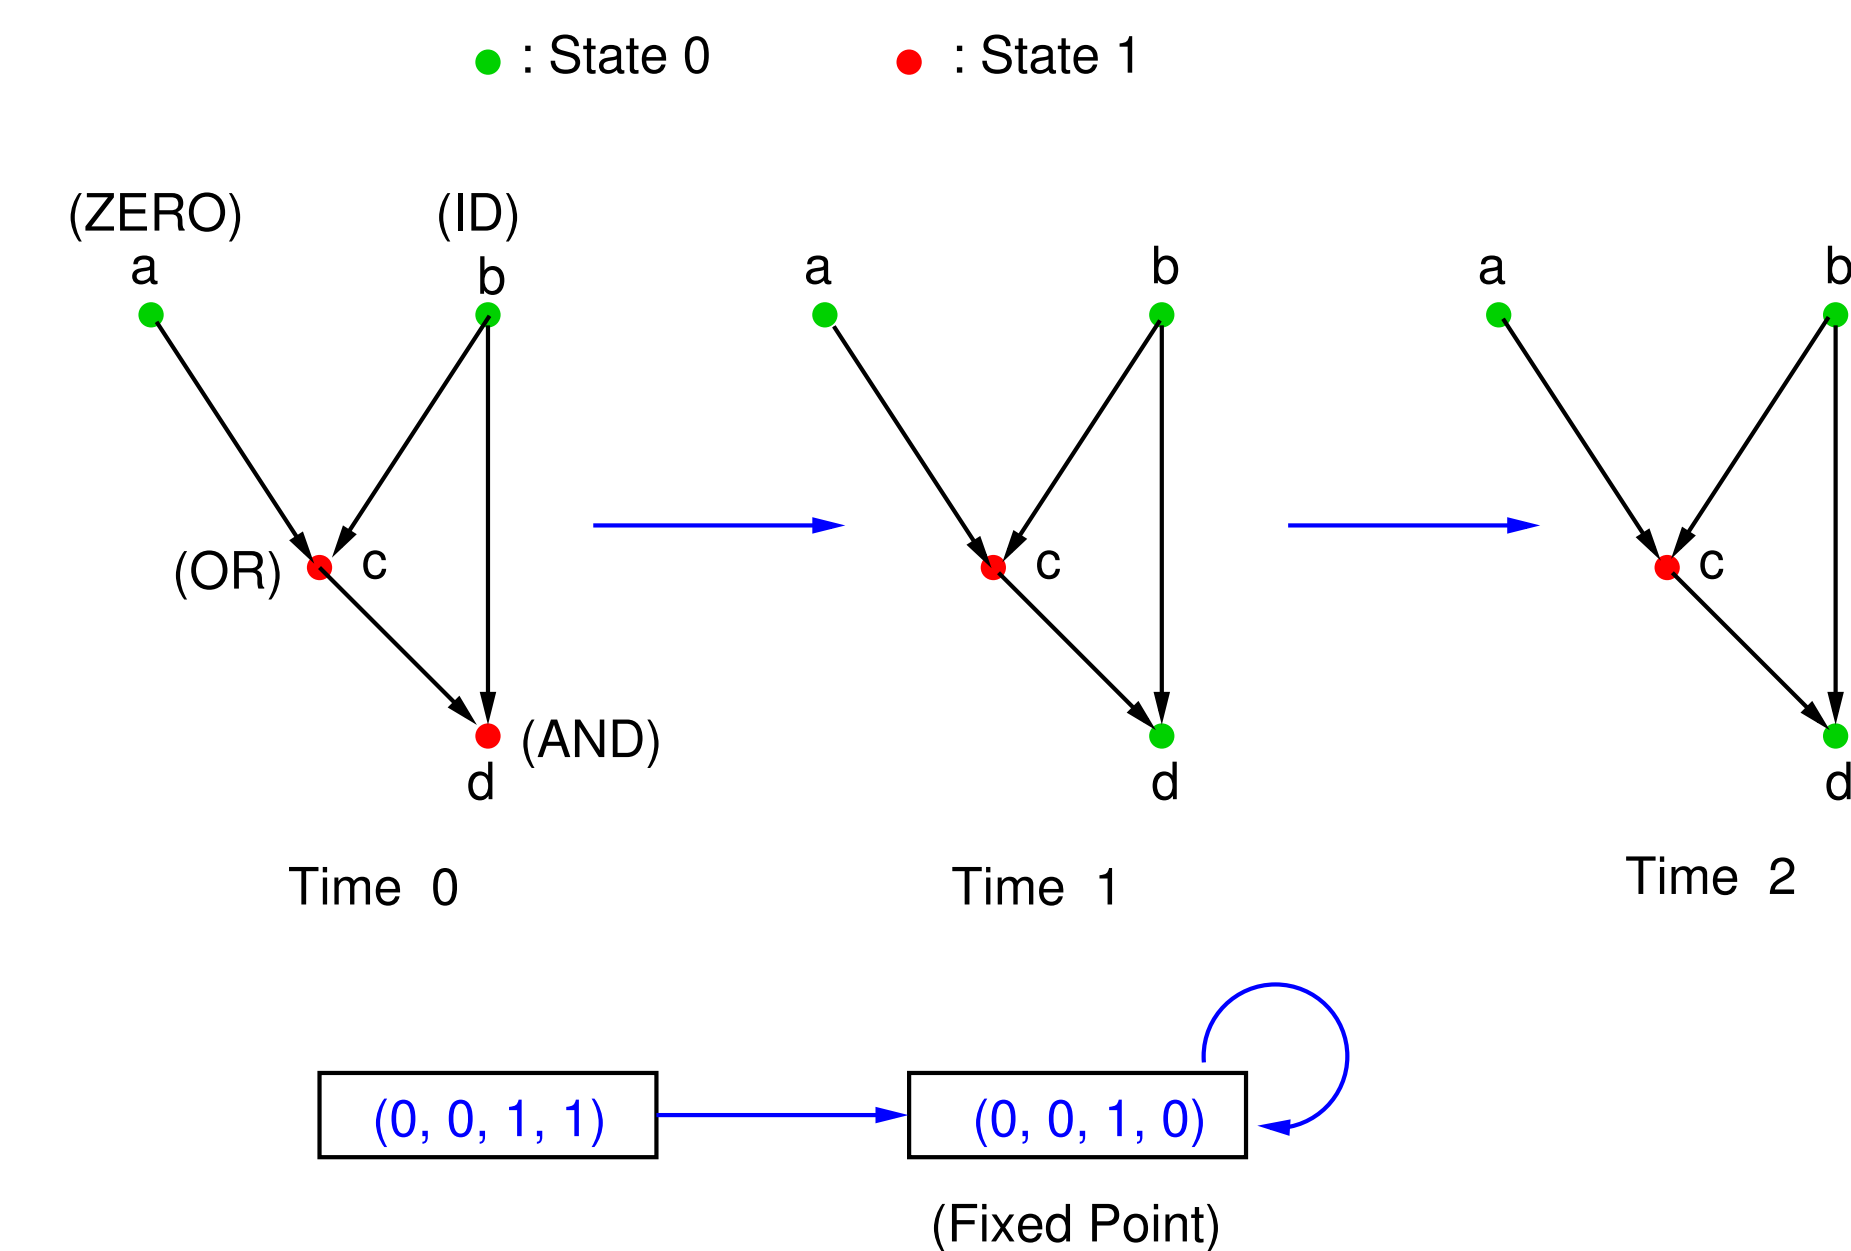 : State 0 : State 1
(ZERO) (ID)
a b a b a b
(OR) c c c
(AND)
d d d
Time 0 Time 1 Time 2
(0, 0, 1, 1) (0, 0, 1, 0)
(Fixed Point)